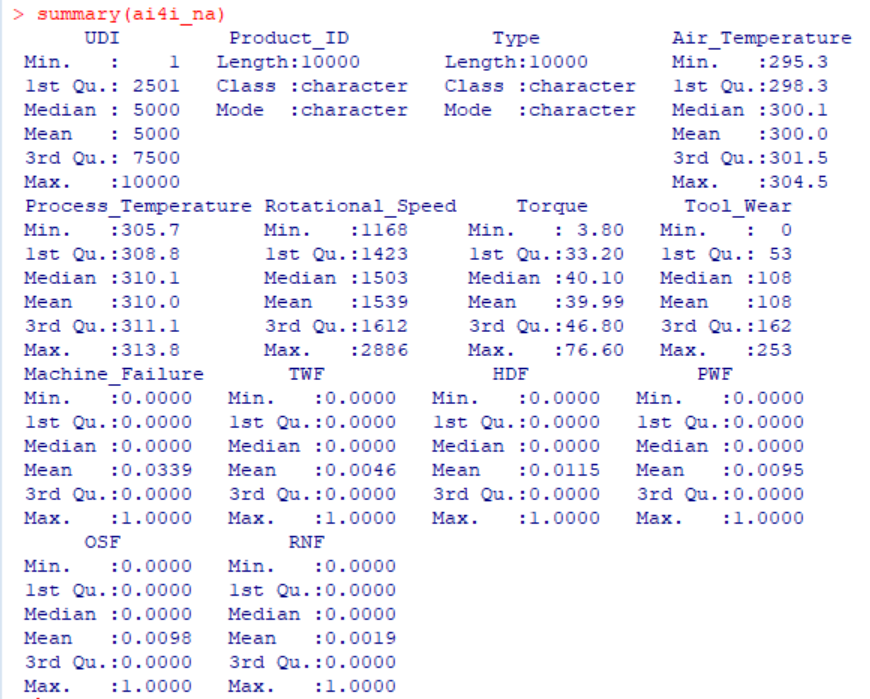 > summary(ai4i_na)
      UDI         Product_ID            Type           Air_Temperature
Min.   :    1   Length:10000       Length:10000       Min.   :295.3
1st Qu.: 2501   Class :character   Class :character   1st Qu.:298.3
Median : 5000   Mode  :character   Mode  :character   Median :300.1
Mean   : 5000                                         Mean   :300.0
3rd Qu.: 7500                                         3rd Qu.:301.5
Max.   :10000                                         Max.   :304.5
Process_Temperature Rotational_Speed     Torque        Tool_Wear
Min.   :305.7       Min.   :1168     Min.   : 3.80   Min.   :  0
1st Qu.:308.8       1st Qu.:1423     1st Qu.:33.20   1st Qu.: 53
Median :310.1       Median :1503     Median :40.10   Median :108
Mean   :310.0       Mean   :1539     Mean   :39.99   Mean   :108
3rd Qu.:311.1       3rd Qu.:1612     3rd Qu.:46.80   3rd Qu.:162
Max.   :313.8       Max.   :2886     Max.   :76.60   Max.   :253
Machine_Failure       TWF              HDF              PWF
Min.   :0.0000   Min.   :0.0000   Min.   :0.0000   Min.   :0.0000
1st Qu.:0.0000   1st Qu.:0.0000   1st Qu.:0.0000   1st Qu.:0.0000
Median :0.0000   Median :0.0000   Median :0.0000   Median :0.0000
Mean   :0.0339   Mean   :0.0046   Mean   :0.0115   Mean   :0.0095
3rd Qu.:0.0000   3rd Qu.:0.0000   3rd Qu.:0.0000   3rd Qu.:0.0000
Max.   :1.0000   Max.   :1.0000   Max.   :1.0000   Max.   :1.0000
     OSF              RNF
Min.   :0.0000   Min.   :0.0000
1st Qu.:0.0000   1st Qu.:0.0000
Median :0.0000   Median :0.0000
Mean   :0.0098   Mean   :0.0019
3rd Qu.:0.0000   3rd Qu.:0.0000
Max.   :1.0000   Max.   :1.0000